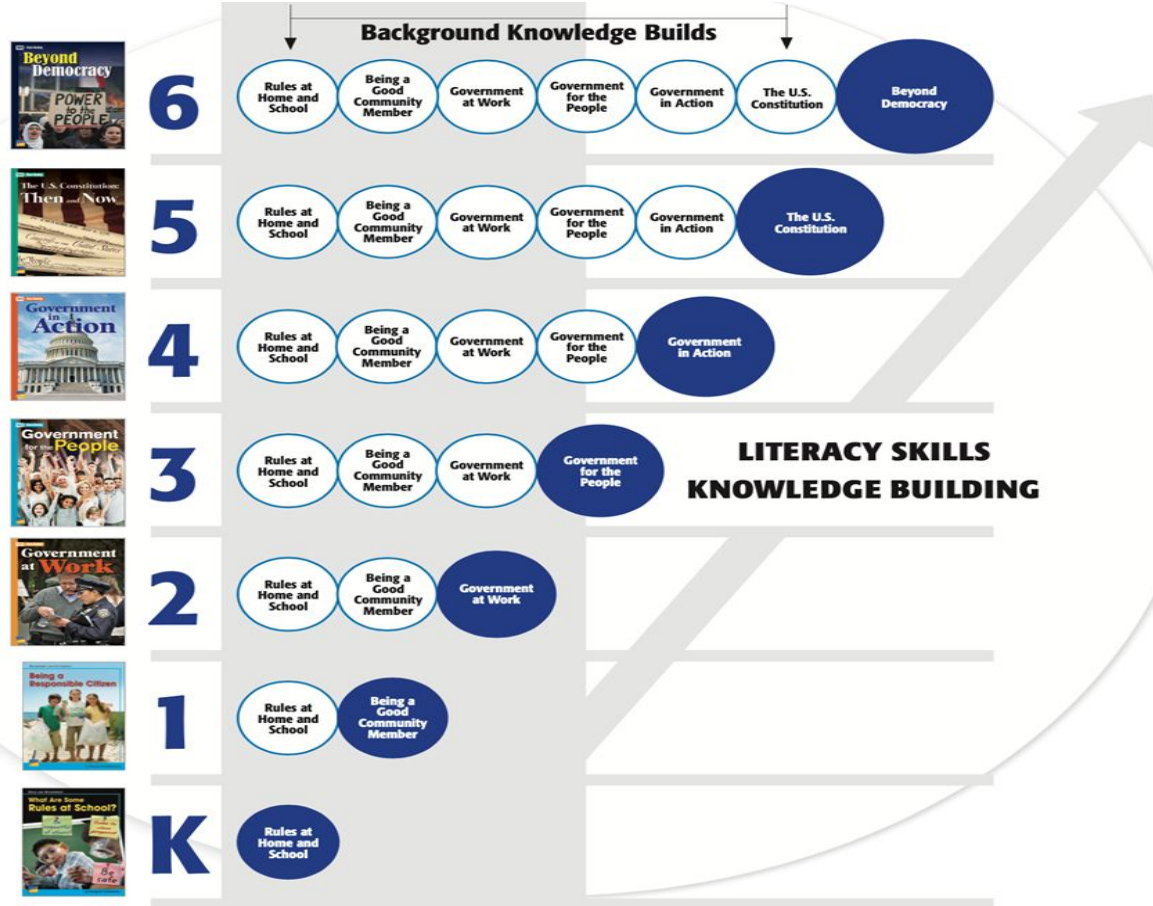 Background Knowledge Builds
Beyond
Democracy
POWER
to the
PEOPLE
6
Rules at
Home and
School
Being a
Good
Community
Member
Government
at Work
Government
for the
People
Government
in Action
The U.S.
Constitution
Beyond
Democracy
The U.S. Constitution:
Then and Now
5
Rules at
Home and
School
Being a
Good
Community
Member
Government
at Work
Government
for the
People
Government
in Action
The U.S.
Constitution
Government
in
Action
4
Rules at
Home and
School
Being a
Good
Community
Member
Government
at Work
Government
for the
People
Government
in Action
Government
for the People
3
Rules at
Home and
School
Being a
Good
Community
Member
Government
at Work
Government
for the
People
LITERACY SKILLS
KNOWLEDGE BUILDING
Government
at Work
2
Rules at
Home and
School
Being a
Good
Community
Member
Government
at Work
Being a
Responsible Citizen
1
Rules at
Home and
School
Being a
Good
Community
Member
What Are Some
Rules at School?
Be
safe
K
Rules at
Home and
School